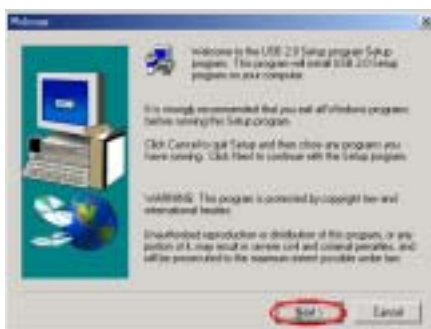 Welcome
Welcome to the USB 2.0 Setup program Setup
program. This program will install USB 2.0 Setup
program on your computer.
It is strongly recommended that you exit all Windows programs
before running this Setup program.
Click Cancel to quit Setup and then close any programs you
have running. Click Next to continue with the Setup program.
WARNING: This program is protected by copyright law and
international treaties.
Unauthorized reproduction or distribution of this program, or any
portion of it, may result in severe civil and criminal penalties, and
will be prosecuted to the maximum extent possible under law.
Next >
Cancel